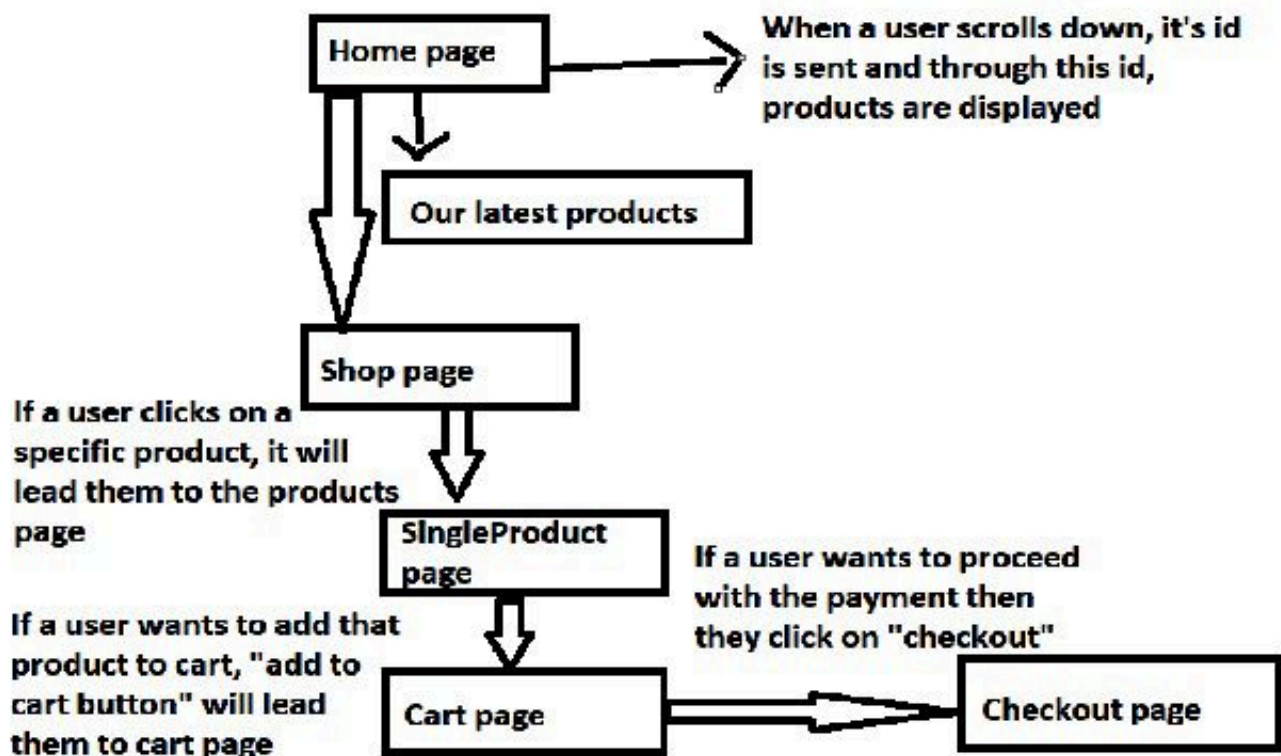 Home page
When a user scrolls down, it's id
is sent and through this id,
products are displayed
Our latest products
Shop page
If a user clicks on a
specific product, it will
lead them to the products
page
SingleProduct
page
If a user wants to proceed
with the payment then
they click on "checkout"
If a user wants to add that
product to cart, "add to
cart button" will lead
them to cart page
Cart page
Checkout page